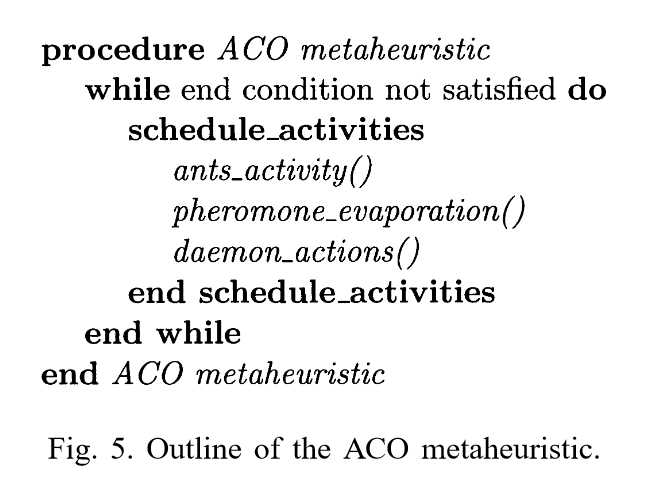 procedure ACO metaheuristic
while end condition not satisfied do
schedule_activities
ants_activity()
pheromone_evaporation()
daemon_actions()
end schedule_activities
end while
end ACO metaheuristic
Fig. 5. Outline of the ACO metaheuristic.